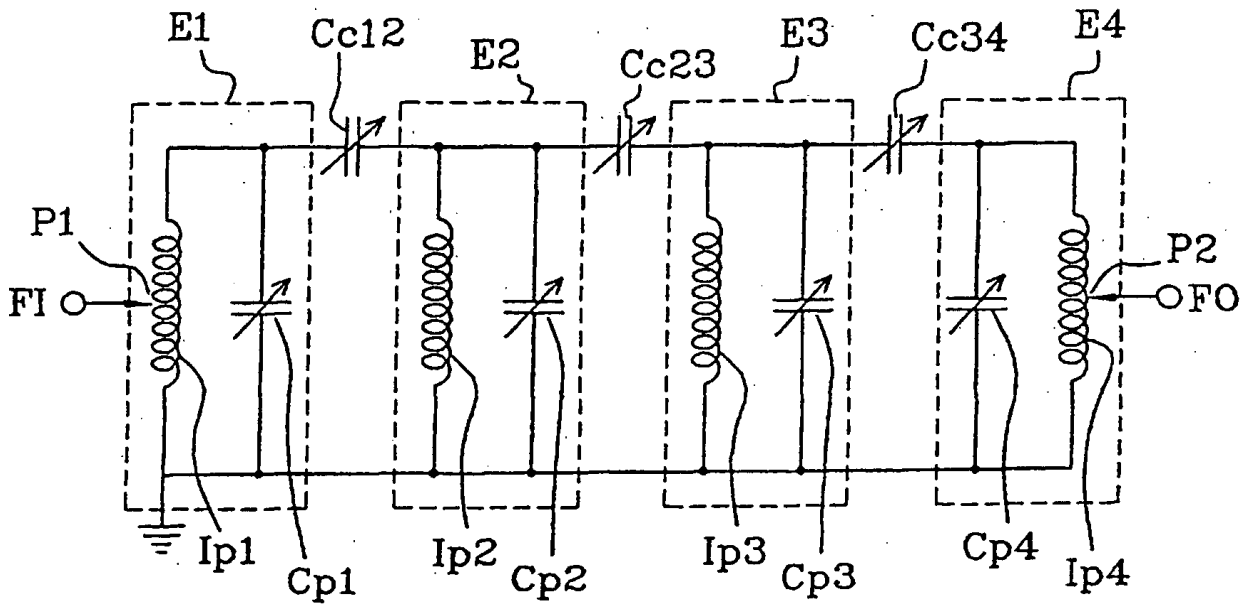 E1
Cc12
E2
Cc23
E3
Cc34
E4
P1
FI
P2
FO
Ip1
Cp1
Ip2
Cp2
Ip3
Cp3
Cp4
Ip4